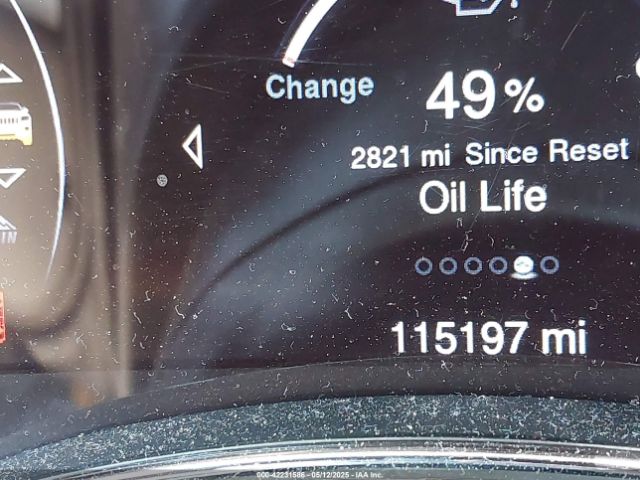 Change
49%
2821 mi Since Reset
Oil Life
115197 mi
000-42231586 - 05/12/2025 - IAA Inc.